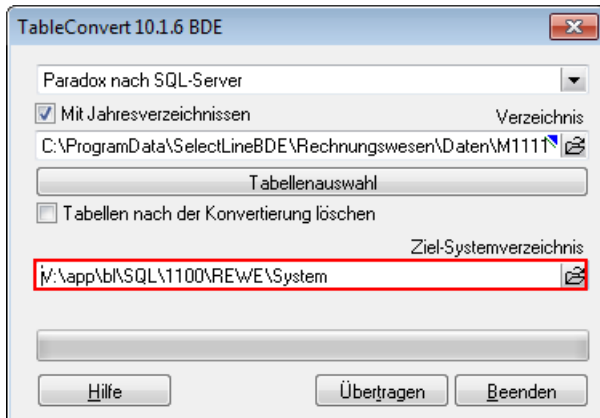 TableConvert 10.1.6 BDE
Paradox nach SQL-Server
Mit Jahresverzeichnissen
Verzeichnis
C:\ProgramData\SelectLineBDE\Rechnungswesen\Daten\M1111
Tabellenauswahl
Tabellen nach der Konvertierung löschen
Ziel-Systemverzeichnis
V:\app\bl\SQL\1100\REWE\System
Hilfe
Übertragen
Beenden